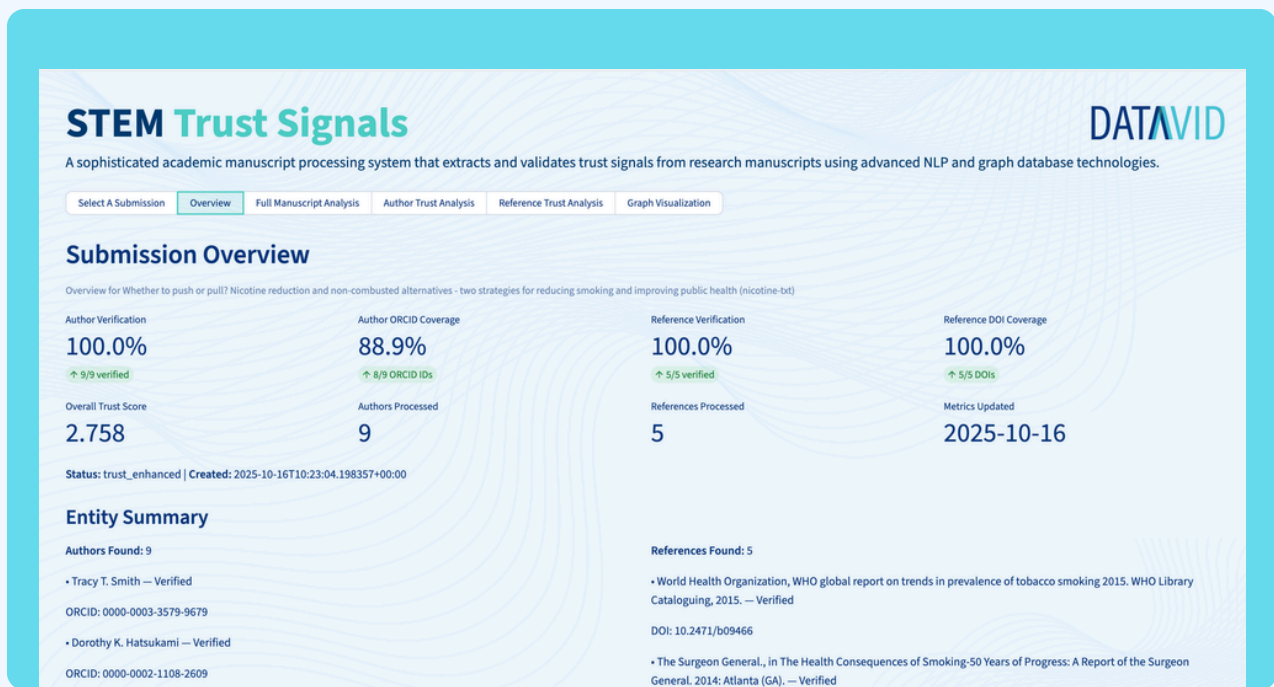 STEM Trust Signals
DATAVID
A sophisticated academic manuscript processing system that extracts and validates trust signals from research manuscripts using advanced NLP and graph database technologies.
Select A Submission
Overview
Full Manuscript Analysis
Author Trust Analysis
Reference Trust Analysis
Graph Visualization
Submission Overview
Overview for Whether to push or pull? Nicotine reduction and non-combusted alternatives - two strategies for reducing smoking and improving public health (nicotine-txt)
Author Verification
100.0%
↑ 9/9 verified
Author ORCID Coverage
88.9%
↑ 8/9 ORCID IDs
Reference Verification
100.0%
↑ 5/5 verified
Reference DOI Coverage
100.0%
↑ 5/5 DOIs
Overall Trust Score
2.758
Authors Processed
9
References Processed
5
Metrics Updated
2025-10-16
Status: trust_enhanced | Created: 2025-10-16T10:23:04.198357+00:00
Entity Summary
Authors Found: 9
• Tracy T. Smith — Verified
ORCID: 0000-0003-3579-9679
• Dorothy K. Hatsukami — Verified
ORCID: 0000-0002-1108-2609
References Found: 5
• World Health Organization, WHO global report on trends in prevalence of tobacco smoking 2015. WHO Library
Cataloguing, 2015. — Verified
DOI: 10.2471/b09466
• The Surgeon General., in The Health Consequences of Smoking-50 Years of Progress: A Report of the Surgeon
General. 2014: Atlanta (GA). — Verified